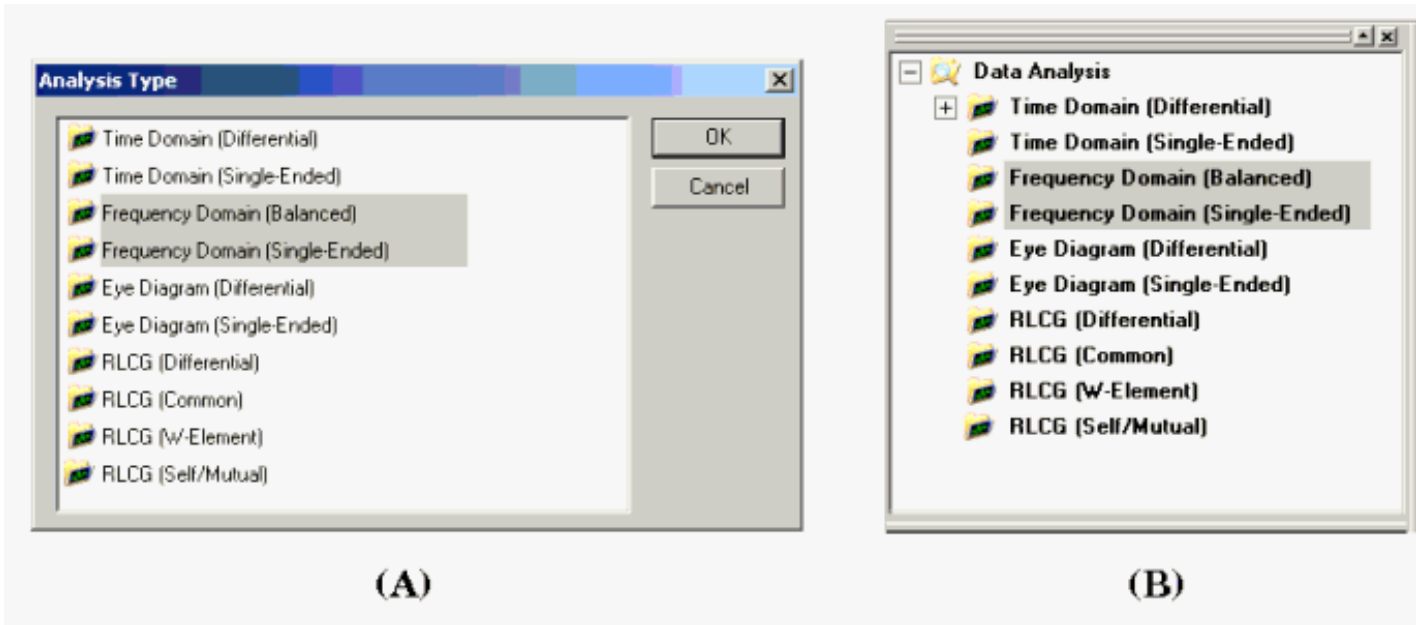 Analysis Type
Time Domain (Differential)
Time Domain (Single-Ended)
Frequency Domain (Balanced)
Frequency Domain (Single-Ended)
Eye Diagram (Differential)
Eye Diagram (Single-Ended)
RLCG (Differential)
RLCG (Common)
RLCG (W-Element)
RLCG (Self/Mutual)
OK
Cancel
(A)
Data Analysis
Time Domain (Differential)
Time Domain (Single-Ended)
Frequency Domain (Balanced)
Frequency Domain (Single-Ended)
Eye Diagram (Differential)
Eye Diagram (Single-Ended)
RLCG (Differential)
RLCG (Common)
RLCG (W-Element)
RLCG (Self/Mutual)
(B)